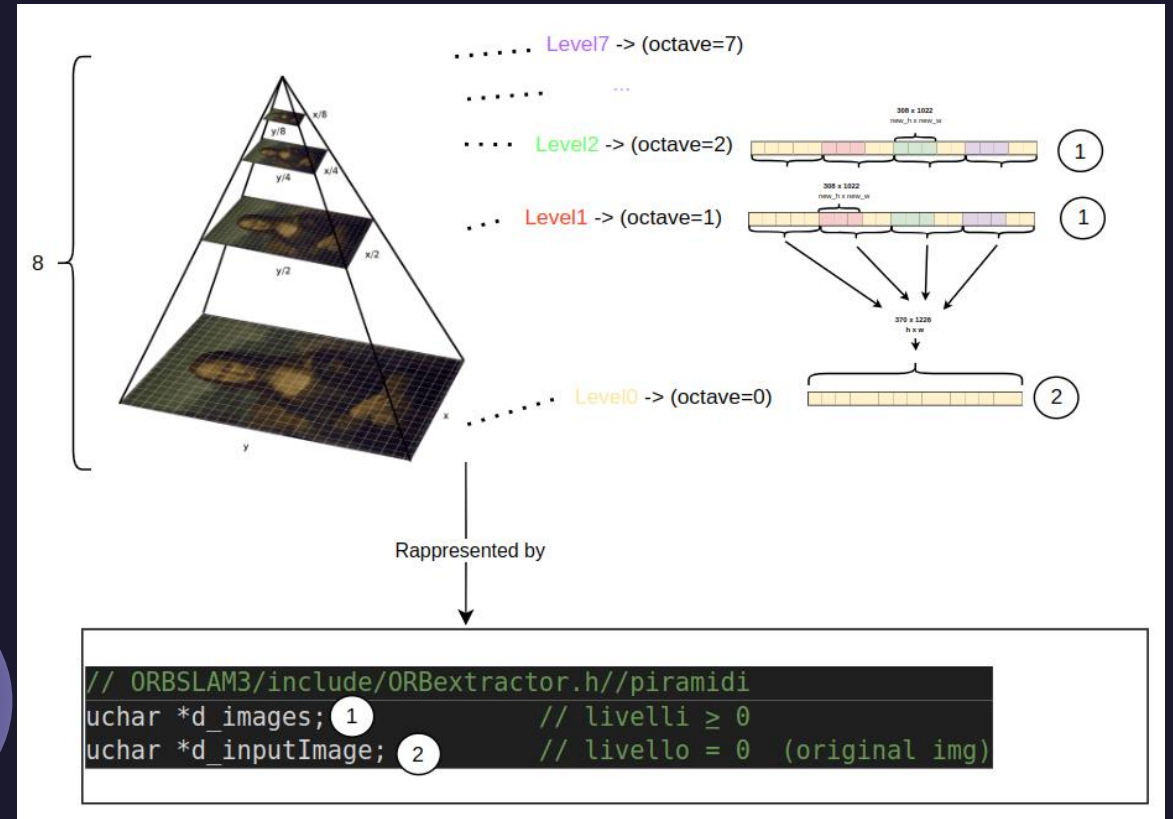 Level7 -> (octave=7)
...
308 x 1022
new_h x new_w
Level2 -> (octave=2)
1
308 x 1022
new_h x new_w
Level1 -> (octave=1)
1
x/8
y/8
x/4
y/4
x/2
y/2
8
370 x 1226
h x w
Level0 -> (octave=0)
2
x
y
Rappresented by
// ORBSLAM3/include/ORBextractor.h//piramidi
uchar *d_images; 1 // livelli ≥ 0
uchar *d_inputImage; 2 // livello = 0 (original img)